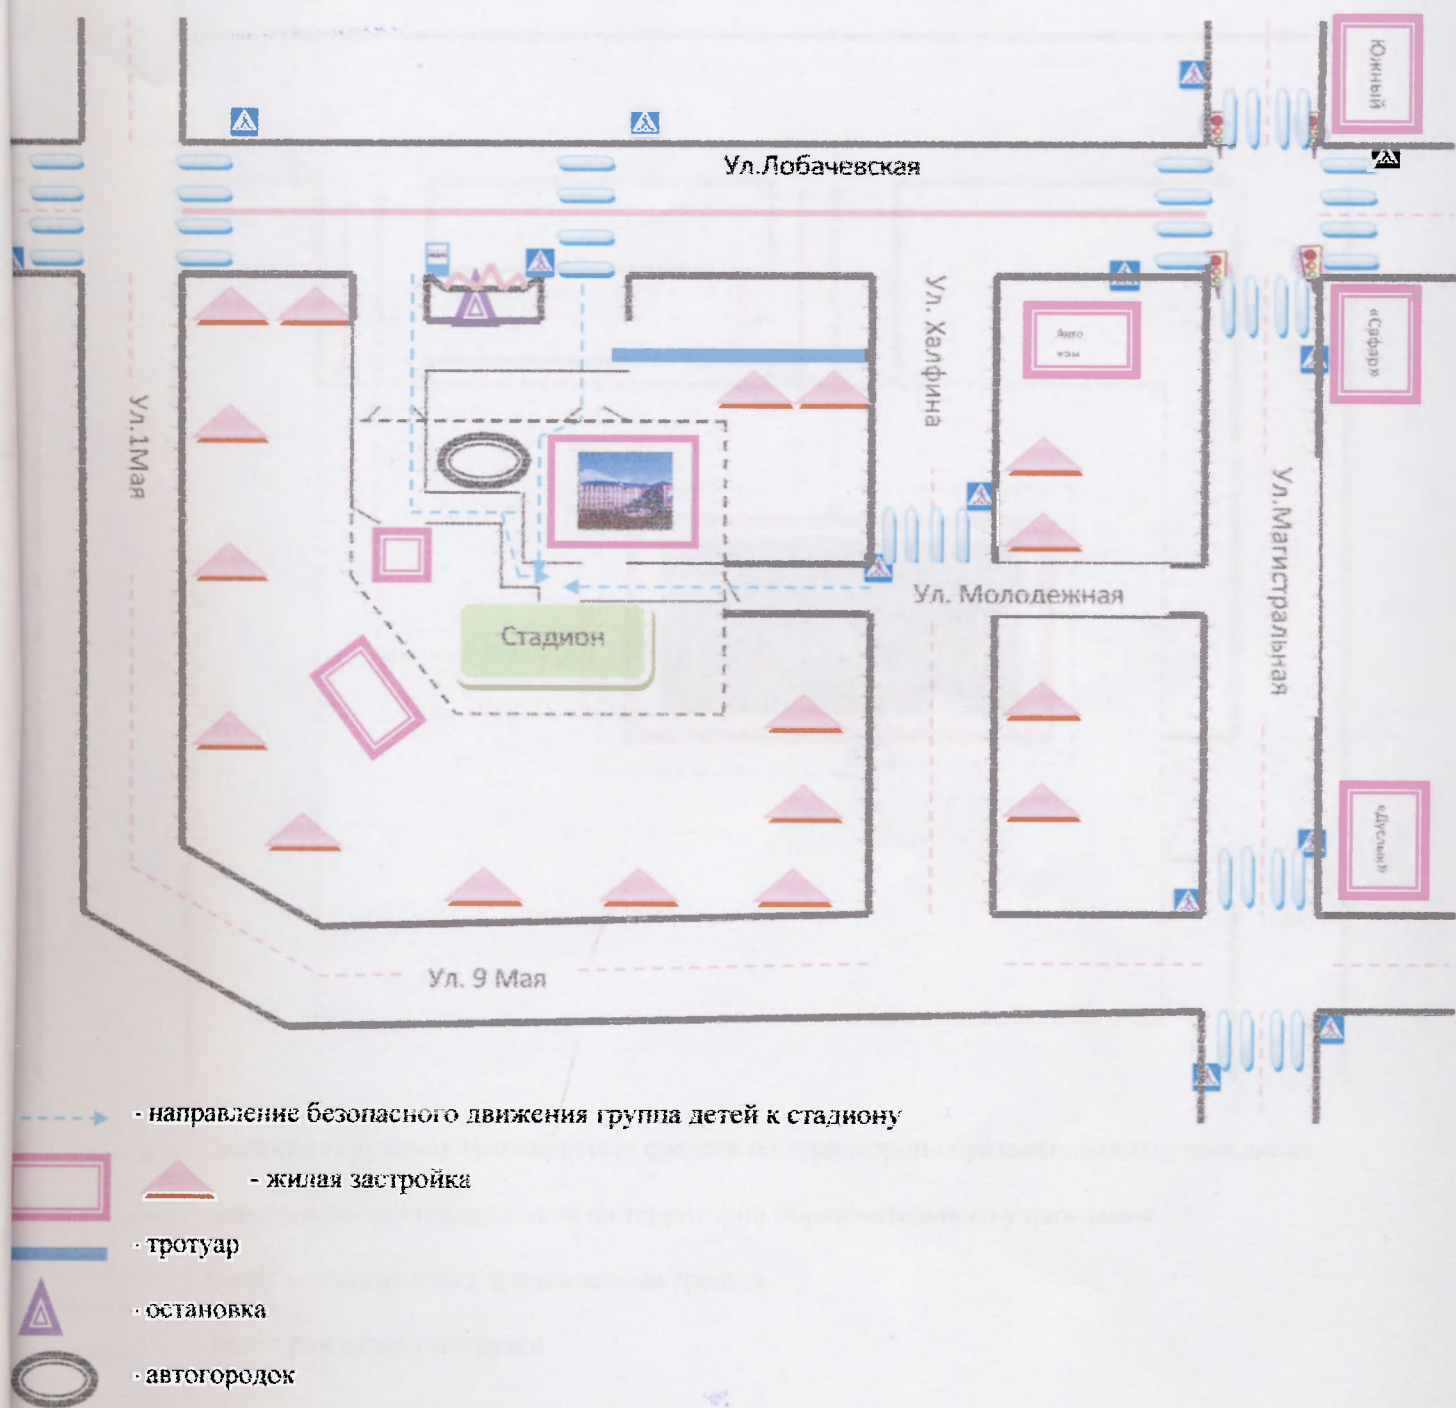 Южный
Ул.Лобачевская
Ул. Халфина
Авто
«Сафар»
Ул.1Мая
Ул.Магистральная
Ул. Молодежная
Стадион
«Дуслык»
Ул. 9 Мая
- направление безопасного движения группа детей к стадиону
- жилая застройка
- тротуар
- остановка
- автогородок